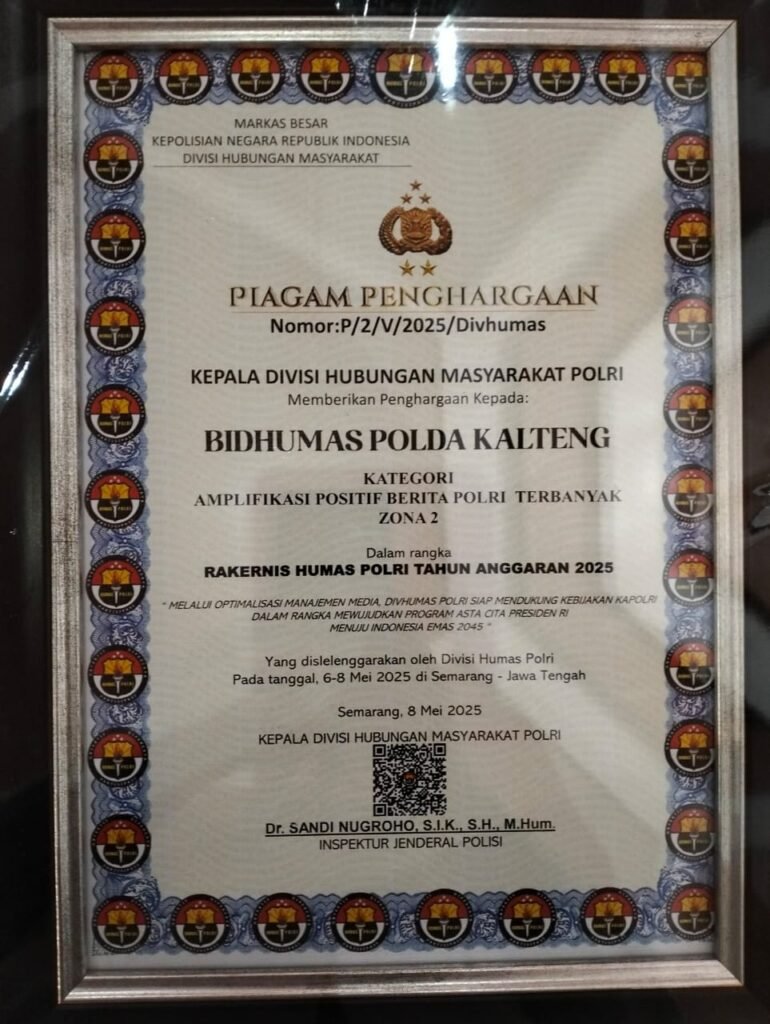 MARKAS BESAR
KEPOLISIAN NEGARA REPUBLIK INDONESIA
DIVISI HUBUNGAN MASYARAKAT
PIAGAM PENGHARGAAN
Nomor:P/2/V/2025/Divhumas
KEPALA DIVISI HUBUNGAN MASYARAKAT POLRI
Memberikan Penghargaan Kepada:
BIDHUMAS POLDA KALTENG
KATEGORI
AMPLIFIKASI POSITIF BERITA POLRI TERBANYAK
ZONA 2
Dalam rangka
RAKERNIS HUMAS POLRI TAHUN ANGGARAN 2025
" MELALUI OPTIMALISASI MANAJEMEN MEDIA, DIVHUMAS POLRI SIAP MENDUKUNG KEBIJAKAN KAPOLRI
DALAM RANGKA MEWUJUDKAN PROGRAM ASTA CITA PRESIDEN RI
MENUJU INDONESIA EMAS 2045 "
Yang dislelenggarakan oleh Divisi Humas Polri
Pada tanggal, 6-8 Mei 2025 di Semarang - Jawa Tengah
Semarang, 8 Mei 2025
KEPALA DIVISI HUBUNGAN MASYARAKAT POLRI
Dr. SANDI NUGROHO, S.I.K., S.H., M.Hum.
INSPEKTUR JENDERAL POLISI